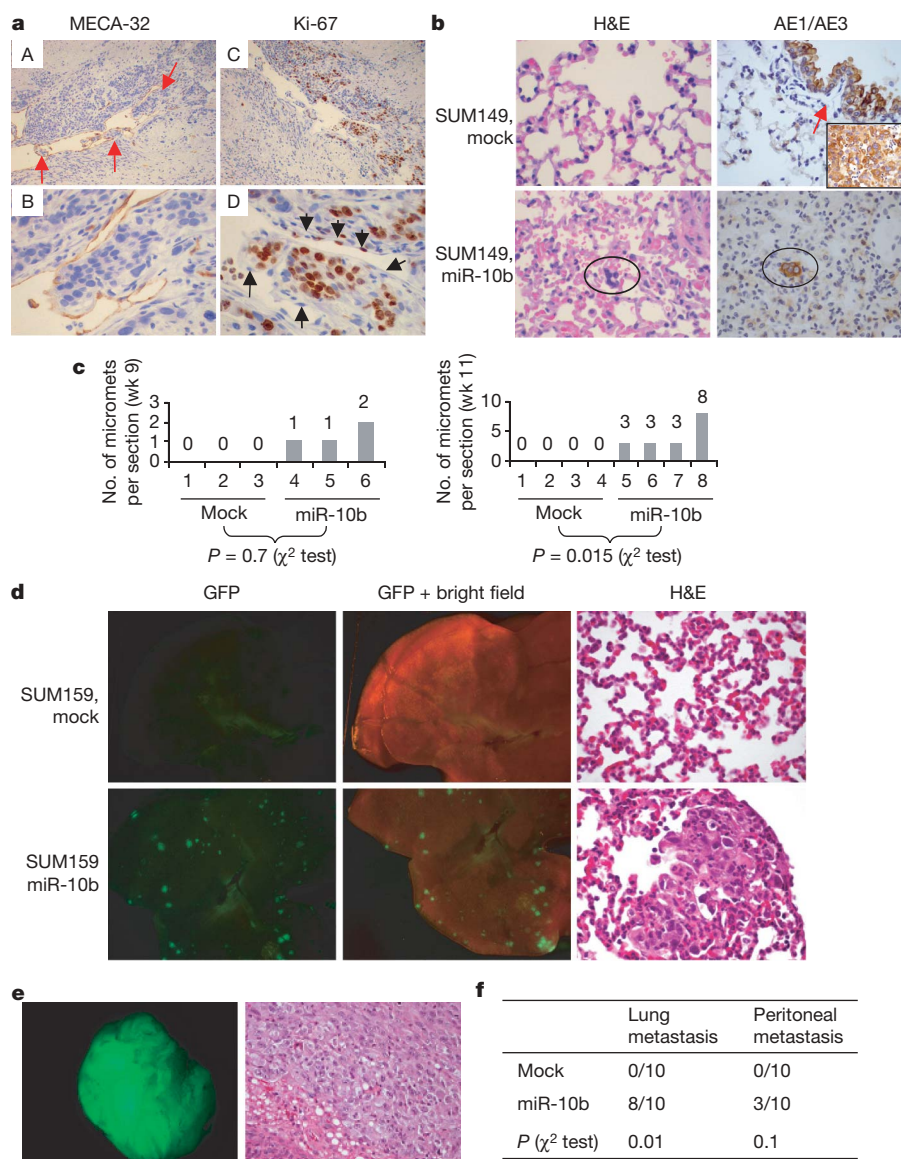 a
MECA-32
Ki-67
A
C
B
D
b
H&E
AE1/AE3
SUM149,
mock
SUM149,
miR-10b
c
No. of micromets
per section (wk 9)
3
2
1
0
0 0 0 1 1 2
1 2 3 4 5 6
Mock miR-10b
P = 0.7 (χ² test)
No. of micromets
per section (wk 11)
10
5
0
0 0 0 0 3 3 3 8
1 2 3 4 5 6 7 8
Mock miR-10b
P = 0.015 (χ² test)
d
GFP
GFP + bright field
H&E
SUM159,
mock
SUM159
miR-10b
e
f
Lung
metastasis
Peritoneal
metastasis
Mock 0/10 0/10
miR-10b 8/10 3/10
P (χ² test) 0.01 0.1